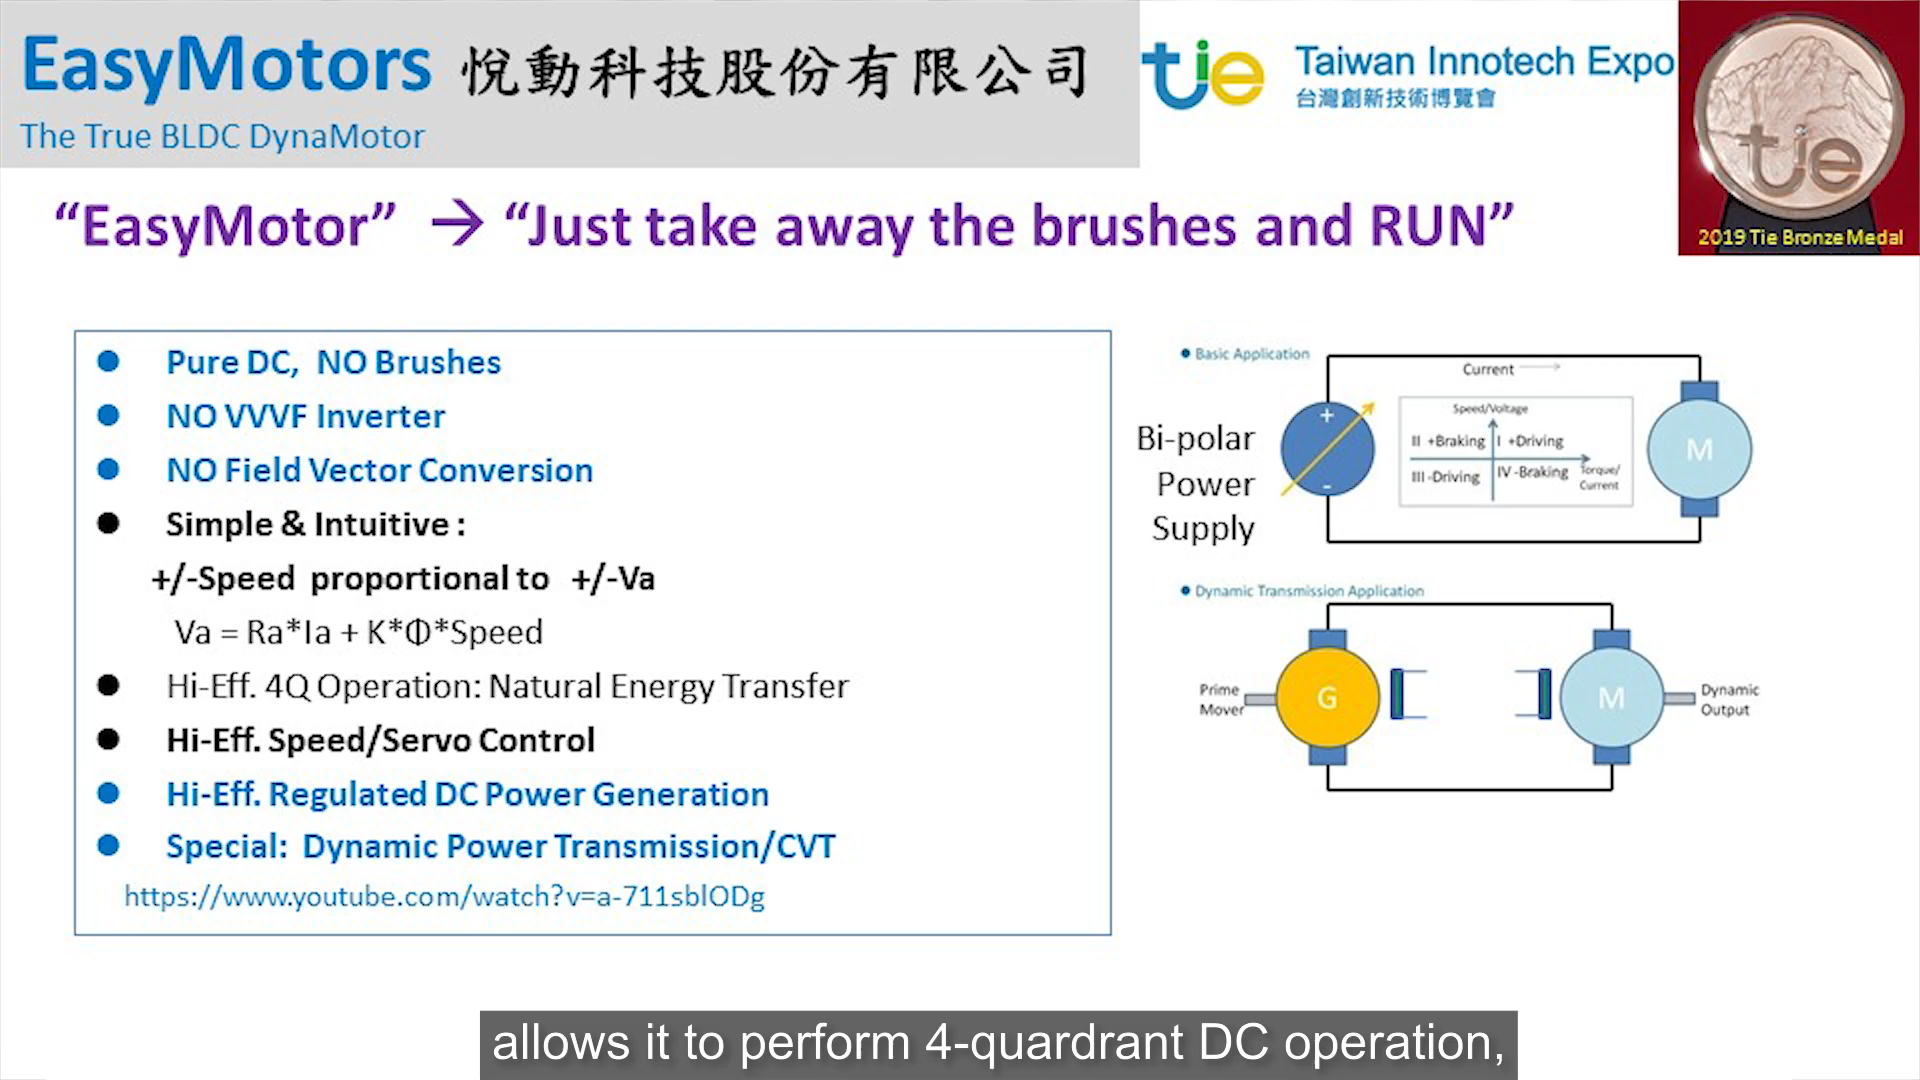 EasyMotors 悅動科技股份有限公司
The True BLDC DynaMotor
tie Taiwan Innotech Expo
台灣創新技術博覽會
tie
2019 Tie Bronze Medal
“EasyMotor” → “Just take away the brushes and RUN”
● Pure DC, NO Brushes
● NO VVVF Inverter
● NO Field Vector Conversion
● Simple & Intuitive :
+/-Speed proportional to +/-Va
Va = Ra*Ia + K*Φ*Speed
● Hi-Eff. 4Q Operation: Natural Energy Transfer
● Hi-Eff. Speed/Servo Control
● Hi-Eff. Regulated DC Power Generation
● Special: Dynamic Power Transmission/CVT
https://www.youtube.com/watch?v=a-711sblODg
● Basic Application
Current
Bi-polar
Power
Supply
+
-
Speed/Voltage
II +Braking I +Driving
III -Driving IV -Braking
Torque/
Current
M
● Dynamic Transmission Application
Prime
Mover
G
M
Dynamic
Output
allows it to perform 4-quardrant DC operation,